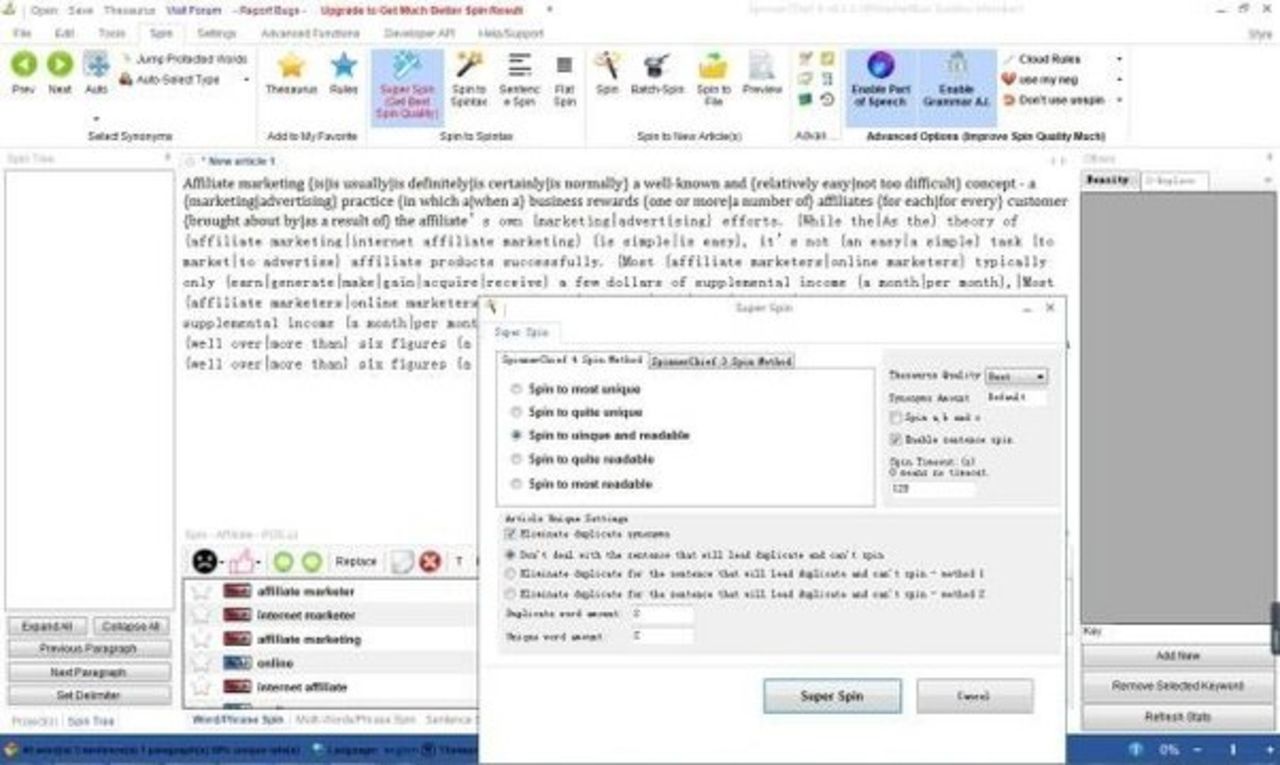 Open Save Thesaurus Visit Forum -Report Bugs- Upgrade to Get Much Better Spin Result
File Edit Tools Spin Settings Advanced Functions Developer API Help/Support Style
Jump Protected Words
Auto-Select Type
Prev Next Auto Thesaurus Rules Super Spin (Get Best Spin Quality) Spin to Spintax Sentence Spin Flat Spin Spin Batch-Spin Spin to File Preview
Enable Part of Speech Enable Grammar A.I.
Cloud Rules
use my neg
Don't use unspin
Select Synonyms Add to My Favorite Spin to Spintax Spin to New Article(s) Advan... Advanced Options (Improve Spin Quality Much)
Spin Tree
* New article 1
Affiliate marketing {is|is usually|is definitely|is certainly|is normally} a well-known and {relatively easy|not too difficult} concept - a
{marketing|advertising} practice {in which a|when a} business rewards {one or more|a number of} affiliates {for each|for every} customer
{brought about by|as a result of} the affiliate's own {marketing|advertising} efforts. {While the|As the} theory of
{affiliate marketing|internet affiliate marketing} {is simple|is easy}, it's not {an easy|a simple} task {to
market|to advertise} affiliate products successfully. {Most {affiliate marketers|online marketers} typically
only {earn|generate|make|gain|acquire|receive} a few dollars of supplemental income {a month|per month},|Most
{affiliate marketers|online marketers
supplemental income {a month|per mont
{well over|more than} six figures {a
{well over|more than} six figures {a
Others
Density
Super Spin
Super Spin
SpinnerChief 4 Spin Method SpinnerChief 3 Spin Method
Spin to most unique
Spin to quite unique
Spin to uinque and readable
Spin to quite readable
Spin to most readable
Thesaurus Quality Best
Synonyms Amount Default
Spin a,b and c
Enable sentence spin
Spin Timeout (s)
0 means no timeout
120
Article Unique Settings
Eliminate duplicate synonyms
Don't deal with the sentence that will lead duplicate and can't spin
Eliminate duplicate for the sentence that will lead duplicate and can't spin - method 1
Eliminate duplicate for the sentence that will lead duplicate and can't spin - method 2
Duplicate word amount
Unique word amount
Super Spin Cancel
Replace T
affiliate marketer
internet marketer
affiliate marketing
online
internet affiliate
Word/Phrase Spin Multi-Words/Phrase Spin Sentence
Expand All Collapse All
Previous Paragraph
Next Paragraph
Set Delimiter
Project(s) Spin Tree
Key
Add New
Remove Selected Keyword
Refresh Stats
Language: english
0% - 1 +